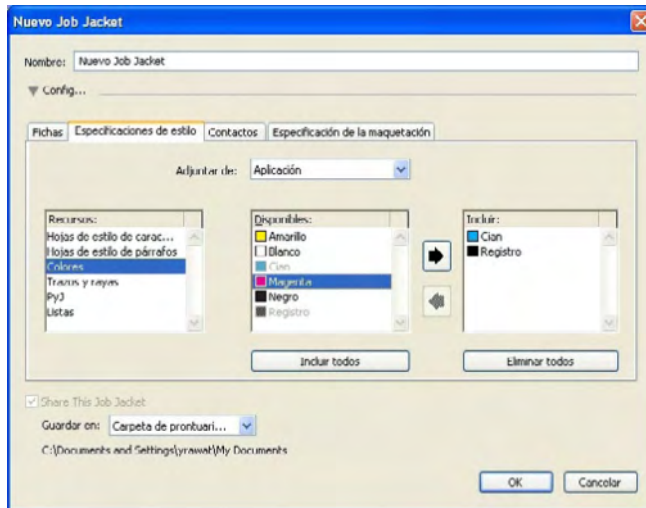 Nuevo Job Jacket
Nombre: Nuevo Job Jacket
Config...
Fichas Especificaciones de estilo Contactos Especificación de la maquetación
Adjuntar de: Aplicación
Recursos:
Hojas de estilo de carac...
Hojas de estilo de párrafos
Colores
Trazos y rayas
PyJ
Listas
Disponibles:
Amarillo
Blanco
Cian
Magenta
Negro
Registro
Incluir todos
Incluir:
Cian
Registro
Eliminar todos
Share This Job Jacket
Guardar en: Carpeta de prontuari...
C:\Documents and Settings\yrawat\My Documents
OK Cancelar